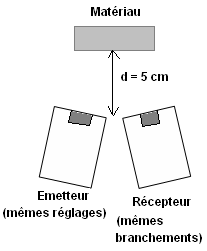 Matériau
d = 5 cm
Emetteur
(mêmes réglages)
Récepteur
(mêmes
branchements)